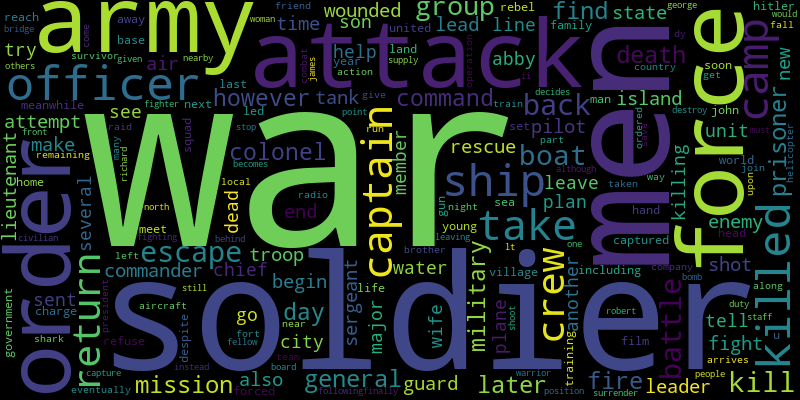 reach
away
army
time
friend
woman
wounded
son
group
lead line
united
rebel
find
state
family
george
hitler
would
fall
dy
bridge
others
base
come
survivor
given
nearby
try
meanwhile
air
attack
help
land
supply
year
action
abby
combat
james
operation
ii
men
force
death
camp
country
soon
get
new
officer
last
next
however
tank
give
command
fighter
decides
back
man
island
destroy
john
attempt
see
front
raid
led
stop
point
run
train
set
pilot
part
ordered
save
unit
must
prisoner
helicopter
make
remaining
many
squad
becomes
colonel
captain
member
rescue
boat
although
killing
world
join
lieutenant
order
several
richard
war
ship
leave
taken
way
upon
home
dead
local
radio
end
gun
night
sea
plan
hand
enemy
civilian
north
meet
fighting
behind
young
take
captured
head
killed
left
escape
troop
brother
leaving
lt
one
village
including
company
shot
bomb
along
government
sent
return
commander
chief
begin
water
life
sergeant
military
crew
another
battle
tell
duty
staff
charge
president
aircraft
still
soldier
day
major
wife
plane
shoot
robert
film
fight
arrives
shark
refuse
despite
go
fort
near
fellow
city
training
people
capture
instead
team
board
warrior
eventually
mission
also
forced
general
following
finally
guard
later
position
fire
surrender
leader
kill